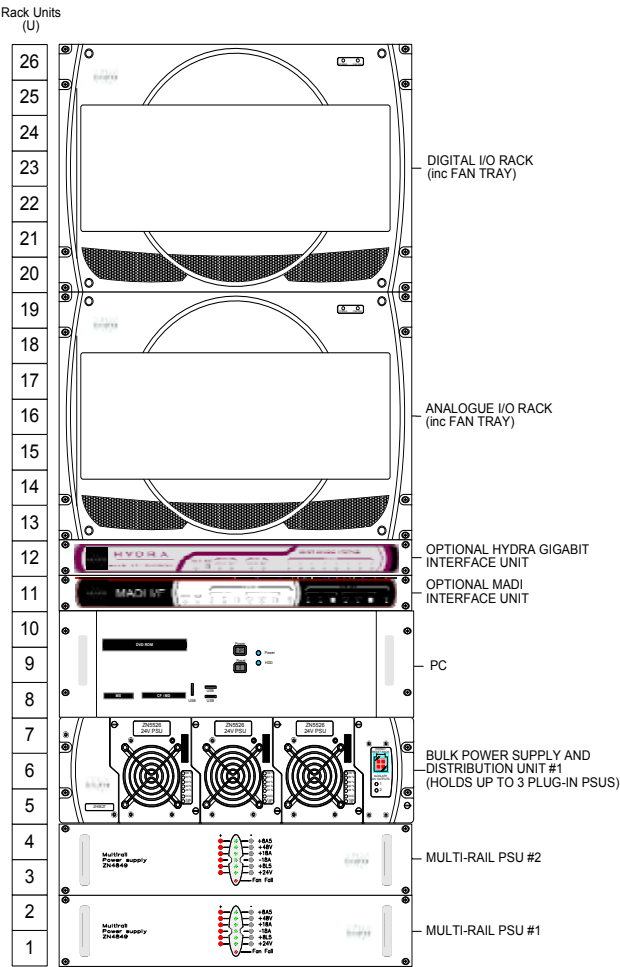 Rack Units
(U)
26
25
24
23
22
21
20
19
18
17
16
15
14
13
12
11
10
9
8
7
6
5
4
3
2
1
DIGITAL I/O RACK
(inc FAN TRAY)
ANALOGUE I/O RACK
(inc FAN TRAY)
HYDRA
OPTIONAL HYDRA GIGABIT
INTERFACE UNIT
MADI I/F
OPTIONAL MADI
INTERFACE UNIT
DVD ROM
Power
Reset
Power
HDD
USB
USB
USB
PC
ZN5526
24V PSU
ZN5526
24V PSU
ZN5526
24V PSU
BULK POWER SUPPLY AND
DISTRIBUTION UNIT #1
(HOLDS UP TO 3 PLUG-IN PSUS)
Multirail
Power supply
ZN4849
+ -
+8A5
+48V
+18A
-18A
+8L5
+24V
Fan Fail
MULTI-RAIL PSU #2
Multirail
Power supply
ZN4849
+ -
+8A5
+48V
+18A
-18A
+8L5
+24V
Fan Fail
MULTI-RAIL PSU #1